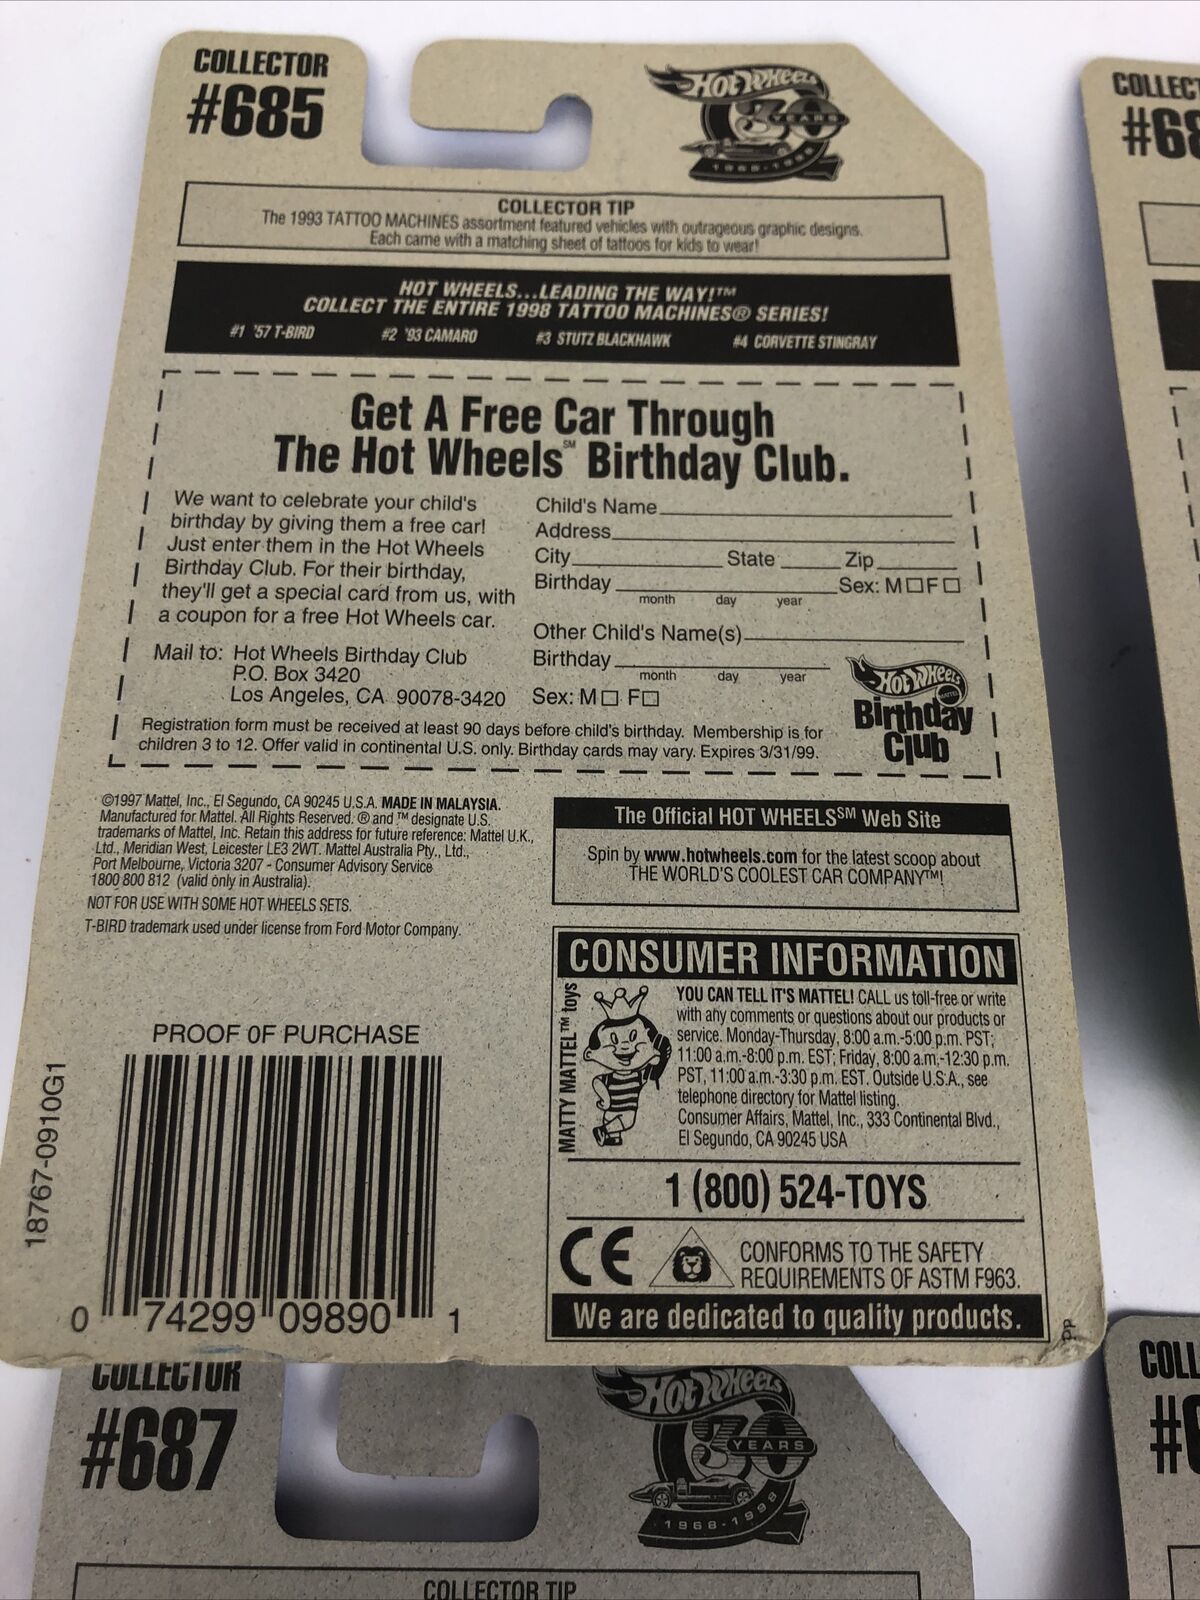 COLLECTOR
#685
Hot Wheels
30
YEARS
1968-1998
COLLECTOR TIP
The 1993 TATTOO MACHINES assortment featured vehicles with outrageous graphic designs.
Each came with a matching sheet of tattoos for kids to wear!
HOT WHEELS...LEADING THE WAY!™
COLLECT THE ENTIRE 1998 TATTOO MACHINES® SERIES!
#1 '57 T-BIRD #2 '93 CAMARO #3 STUTZ BLACKHAWK #4 CORVETTE STINGRAY
Get A Free Car Through
The Hot Wheels℠ Birthday Club.
We want to celebrate your child's
birthday by giving them a free car!
Just enter them in the Hot Wheels
Birthday Club. For their birthday,
they'll get a special card from us, with
a coupon for a free Hot Wheels car.
Mail to: Hot Wheels Birthday Club
P.O. Box 3420
Los Angeles, CA 90078-3420
Child's Name
Address
City State Zip
Birthday Sex: M □ F □
month day year
Other Child's Name(s)
Birthday
month day year
Sex: M □ F □
Hot Wheels
MATTEL
Birthday
Club
Registration form must be received at least 90 days before child's birthday. Membership is for
children 3 to 12. Offer valid in continental U.S. only. Birthday cards may vary. Expires 3/31/99.
©1997 Mattel, Inc., El Segundo, CA 90245 U.S.A. MADE IN MALAYSIA.
Manufactured for Mattel. All Rights Reserved. ® and ™ designate U.S.
trademarks of Mattel, Inc. Retain this address for future reference: Mattel U.K.,
Ltd., Meridian West, Leicester LE3 2WT. Mattel Australia Pty., Ltd.,
Port Melbourne, Victoria 3207 - Consumer Advisory Service
1800 800 812 (valid only in Australia).
NOT FOR USE WITH SOME HOT WHEELS SETS.
T-BIRD trademark used under license from Ford Motor Company.
The Official HOT WHEELS℠ Web Site
Spin by www.hotwheels.com for the latest scoop about
THE WORLD'S COOLEST CAR COMPANY™!
CONSUMER INFORMATION
MATTY MATTEL™ toys
YOU CAN TELL IT'S MATTEL! CALL us toll-free or write
with any comments or questions about our products or
service. Monday-Thursday, 8:00 a.m.-5:00 p.m. PST;
11:00 a.m.-8:00 p.m. EST; Friday, 8:00 a.m.-12:30 p.m.
PST, 11:00 a.m.-3:30 p.m. EST. Outside U.S.A., see
telephone directory for Mattel listing.
Consumer Affairs, Mattel, Inc., 333 Continental Blvd.,
El Segundo, CA 90245 USA
1 (800) 524-TOYS
CE
CONFORMS TO THE SAFETY
REQUIREMENTS OF ASTM F963.
We are dedicated to quality products.
PP
PROOF OF PURCHASE
18767-0910G1
0 74299 09890 1
COLLECTOR
#687
Hot Wheels
30
YEARS
1968-1998
COLLECTOR TIP
COLLEC
#68
COLL
#6